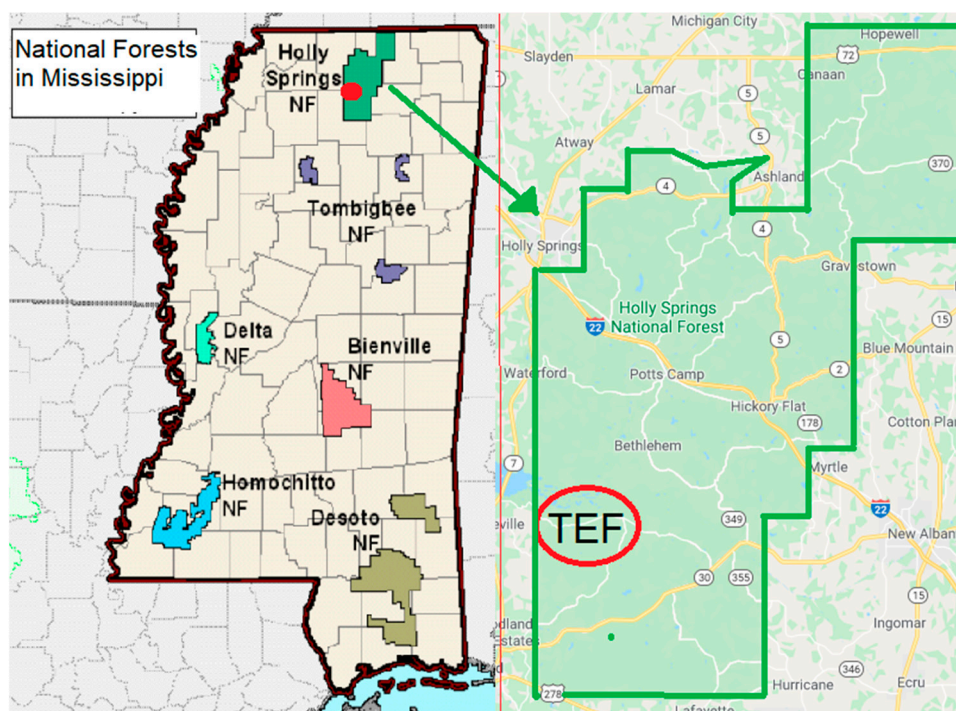 National Forests
in Mississippi
Holly
Springs
NF
Tombigbee
NF
Delta
NF
Bienville
NF
Homochitto
NF
Desoto
NF
Michigan City
Hopewell
Slayden
72
Canaan
Lamar
5
Atway
5
370
Ashland
4
4
Holly Springs
Gravestown
Holly Springs
National Forest
22
15
5
Blue Mountain
Waterford
Potts Camp
2
Hickory Flat
178
Cotton Plan
Bethlehem
7
Myrtle
22
TEF
349
New Alban
30
355
15
Ingomar
Estates
346
278
Hurricane
Ecru
Lafayette